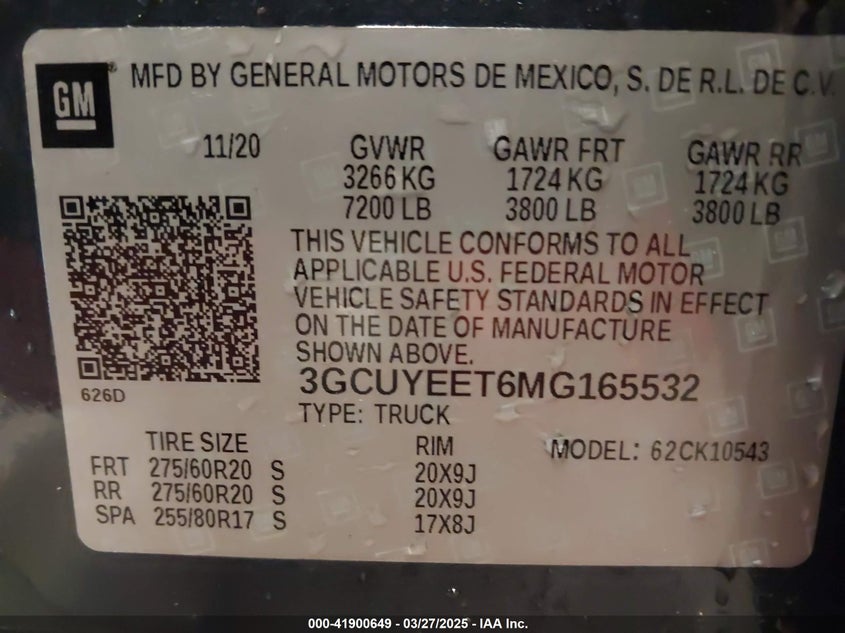 GM® MFD BY GENERAL MOTORS DE MEXICO, S. DE R.L. DE C.V.
11/20 GVWR GAWR FRT GAWR RR
3266 KG 1724 KG 1724 KG
7200 LB 3800 LB 3800 LB
THIS VEHICLE CONFORMS TO ALL
APPLICABLE U.S. FEDERAL MOTOR
VEHICLE SAFETY STANDARDS IN EFFECT
ON THE DATE OF MANUFACTURE
SHOWN ABOVE.
3GCUYEET6MG165532
626D
TYPE: TRUCK
TIRE SIZE RIM MODEL: 62CK10543
FRT 275/60R20 S 20X9J
RR 275/60R20 S 20X9J
SPA 255/80R17 S 17X8J
000-41900649 - 03/27/2025 - IAA Inc.